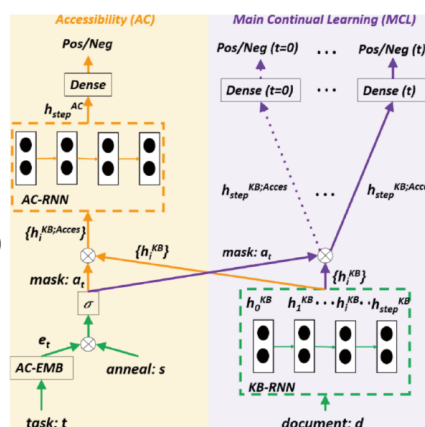 Accessibility (AC)
Pos/Neg
Dense
h_step^AC
AC-RNN
{h_i^KB;Acces}
mask: a_t
σ
e_t
AC-EMB
anneal: s
task: t
Main Continual Learning (MCL)
Pos/Neg (t=0) ... Pos/Neg (t)
Dense (t=0) ... Dense (t)
h_step^KB;Acces ... h_step^KB;Acces
mask: a_t
{h_i^KB}
{h_i^KB}
h_0^KB h_1^KB ... h_i^KB ... h_step^KB
KB-RNN
document: d